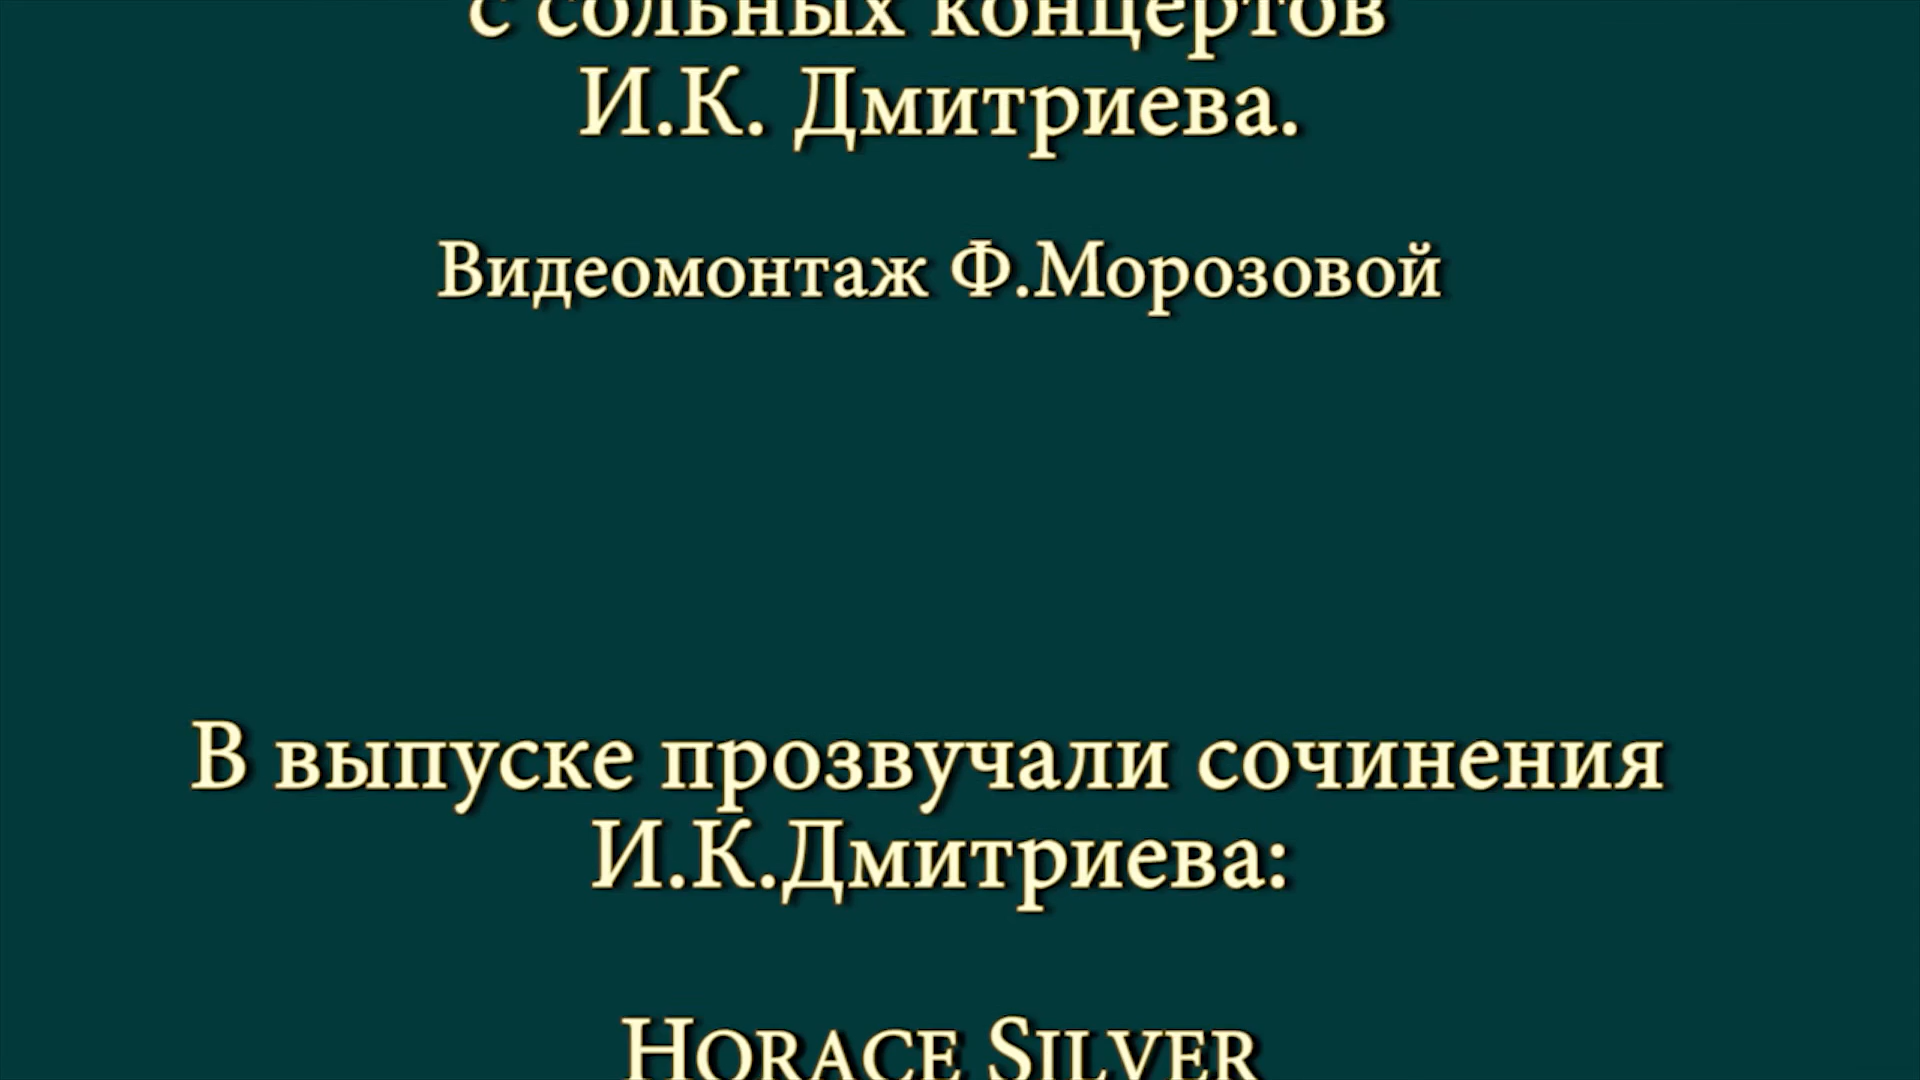 с сольных концертов
И.К. Дмитриева.
Видеомонтаж Ф.Морозовой
В выпуске прозвучали сочинения
И.К.Дмитриева:
HORACE SILVER